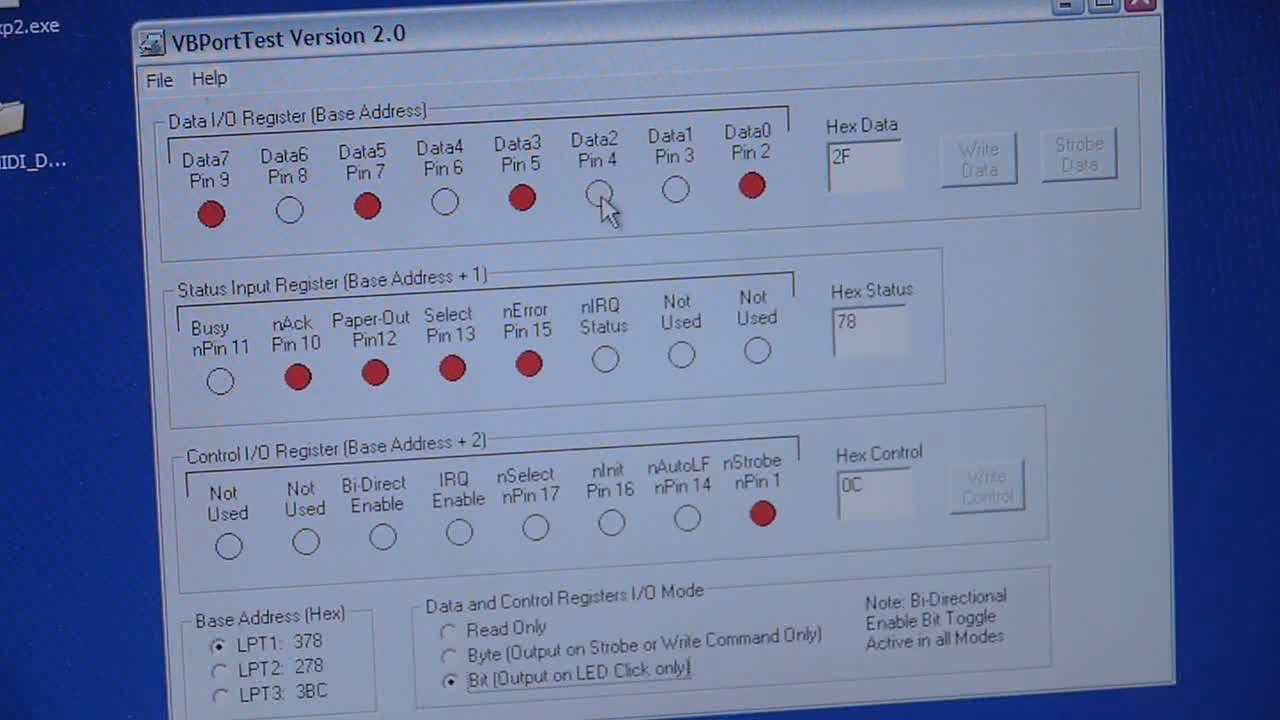 xp2.exe
IDI_D...
VBPortTest Version 2.0
File Help
Data I/O Register (Base Address)
Data7 Data6 Data5 Data4 Data3 Data2 Data1 Data0
Pin 9 Pin 8 Pin 7 Pin 6 Pin 5 Pin 4 Pin 3 Pin 2
Hex Data
2F
Write
Data
Strobe
Data
Status Input Register (Base Address + 1)
Busy nAck Paper-Out Select nError nIRQ Not Not
nPin 11 Pin 10 Pin12 Pin 13 Pin 15 Status Used Used
Hex Status
78
Control I/O Register (Base Address + 2)
Not Not Bi-Direct IRQ nSelect nInit nAutoLF nStrobe
Used Used Enable Enable nPin 17 Pin 16 nPin 14 nPin 1
Hex Control
0C
Write
Control
Base Address (Hex)
LPT1: 378
LPT2: 278
LPT3: 3BC
Data and Control Registers I/O Mode
Read Only
Byte (Output on Strobe or Write Command Only)
Bit (Output on LED Click only)
Note: Bi-Directional
Enable Bit Toggle
Active in all Modes